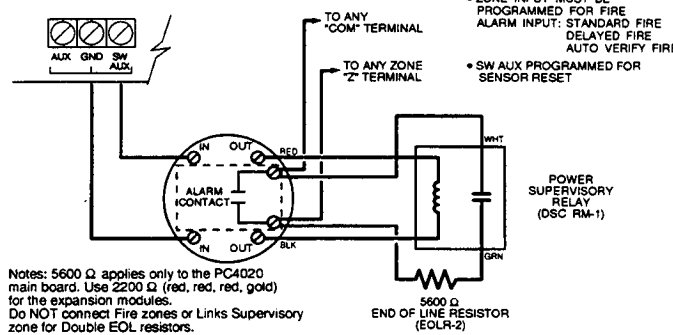 ZONE INPUT MUST BE
PROGRAMMED FOR FIRE
ALARM INPUT: STANDARD FIRE
DELAYED FIRE
AUTO VERIFY FIRE
• SW AUX PROGRAMMED FOR
SENSOR RESET
TO ANY
"COM" TERMINAL
TO ANY ZONE
"Z" TERMINAL
AUX GND SW
AUX
IN OUT RED
ALARM
CONTACT
IN OUT BLK
WHT
GRN
POWER
SUPERVISORY
RELAY
(DSC RM-1)
5600 Ω
END OF LINE RESISTOR
(EOLR-2)
Notes: 5600 Ω applies only to the PC4020
main board. Use 2200 Ω (red, red, red, gold)
for the expansion modules.
Do NOT connect Fire zones or Links Supervisory
zone for Double EOL resistors.